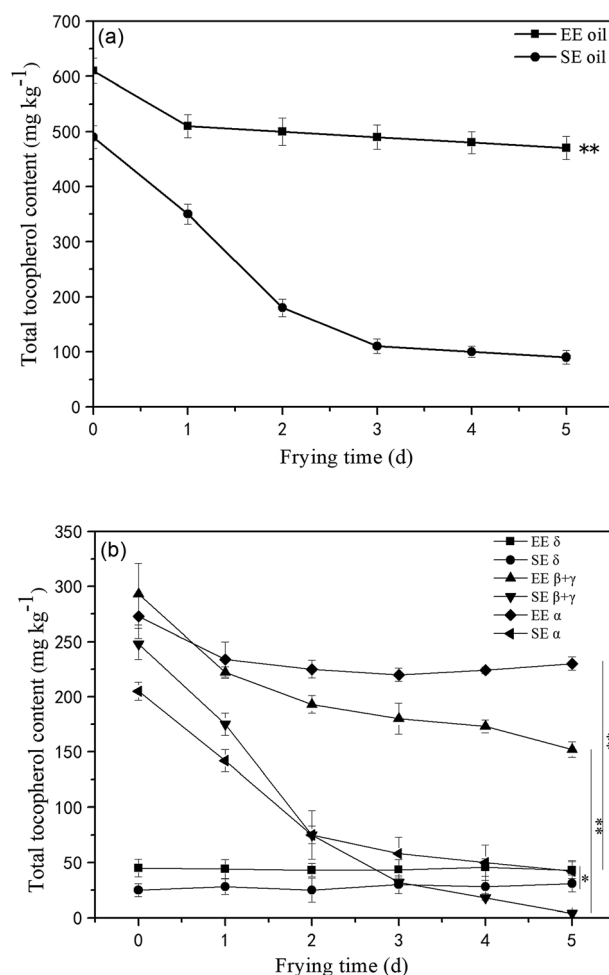 (a)
EE oil
SE oil
700
600
500
400
300
200
100
0
**
Total tocopherol content (mg kg⁻¹)
0 1 2 3 4 5
Frying time (d)
(b)
EE δ
SE δ
EE β+γ
SE β+γ
EE α
SE α
350
300
250
200
150
100
50
0
**
**
*
Total tocopherol content (mg kg⁻¹)
0 1 2 3 4 5
Frying time (d)